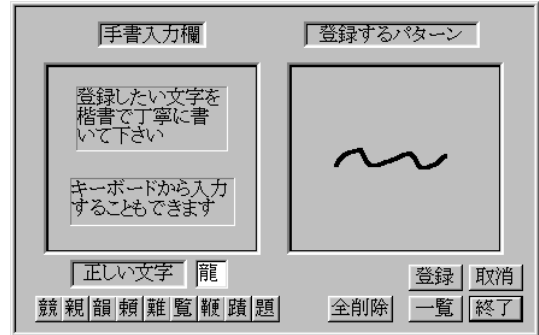 手書入力欄
登録するパターン
登録したい文字を
楷書で丁寧に書
いて下さい
キーボードから入力
することもできます
正しい文字
龍
登録
取消
競親韻頼難覧鞭蹟題
全削除
一覧
終了